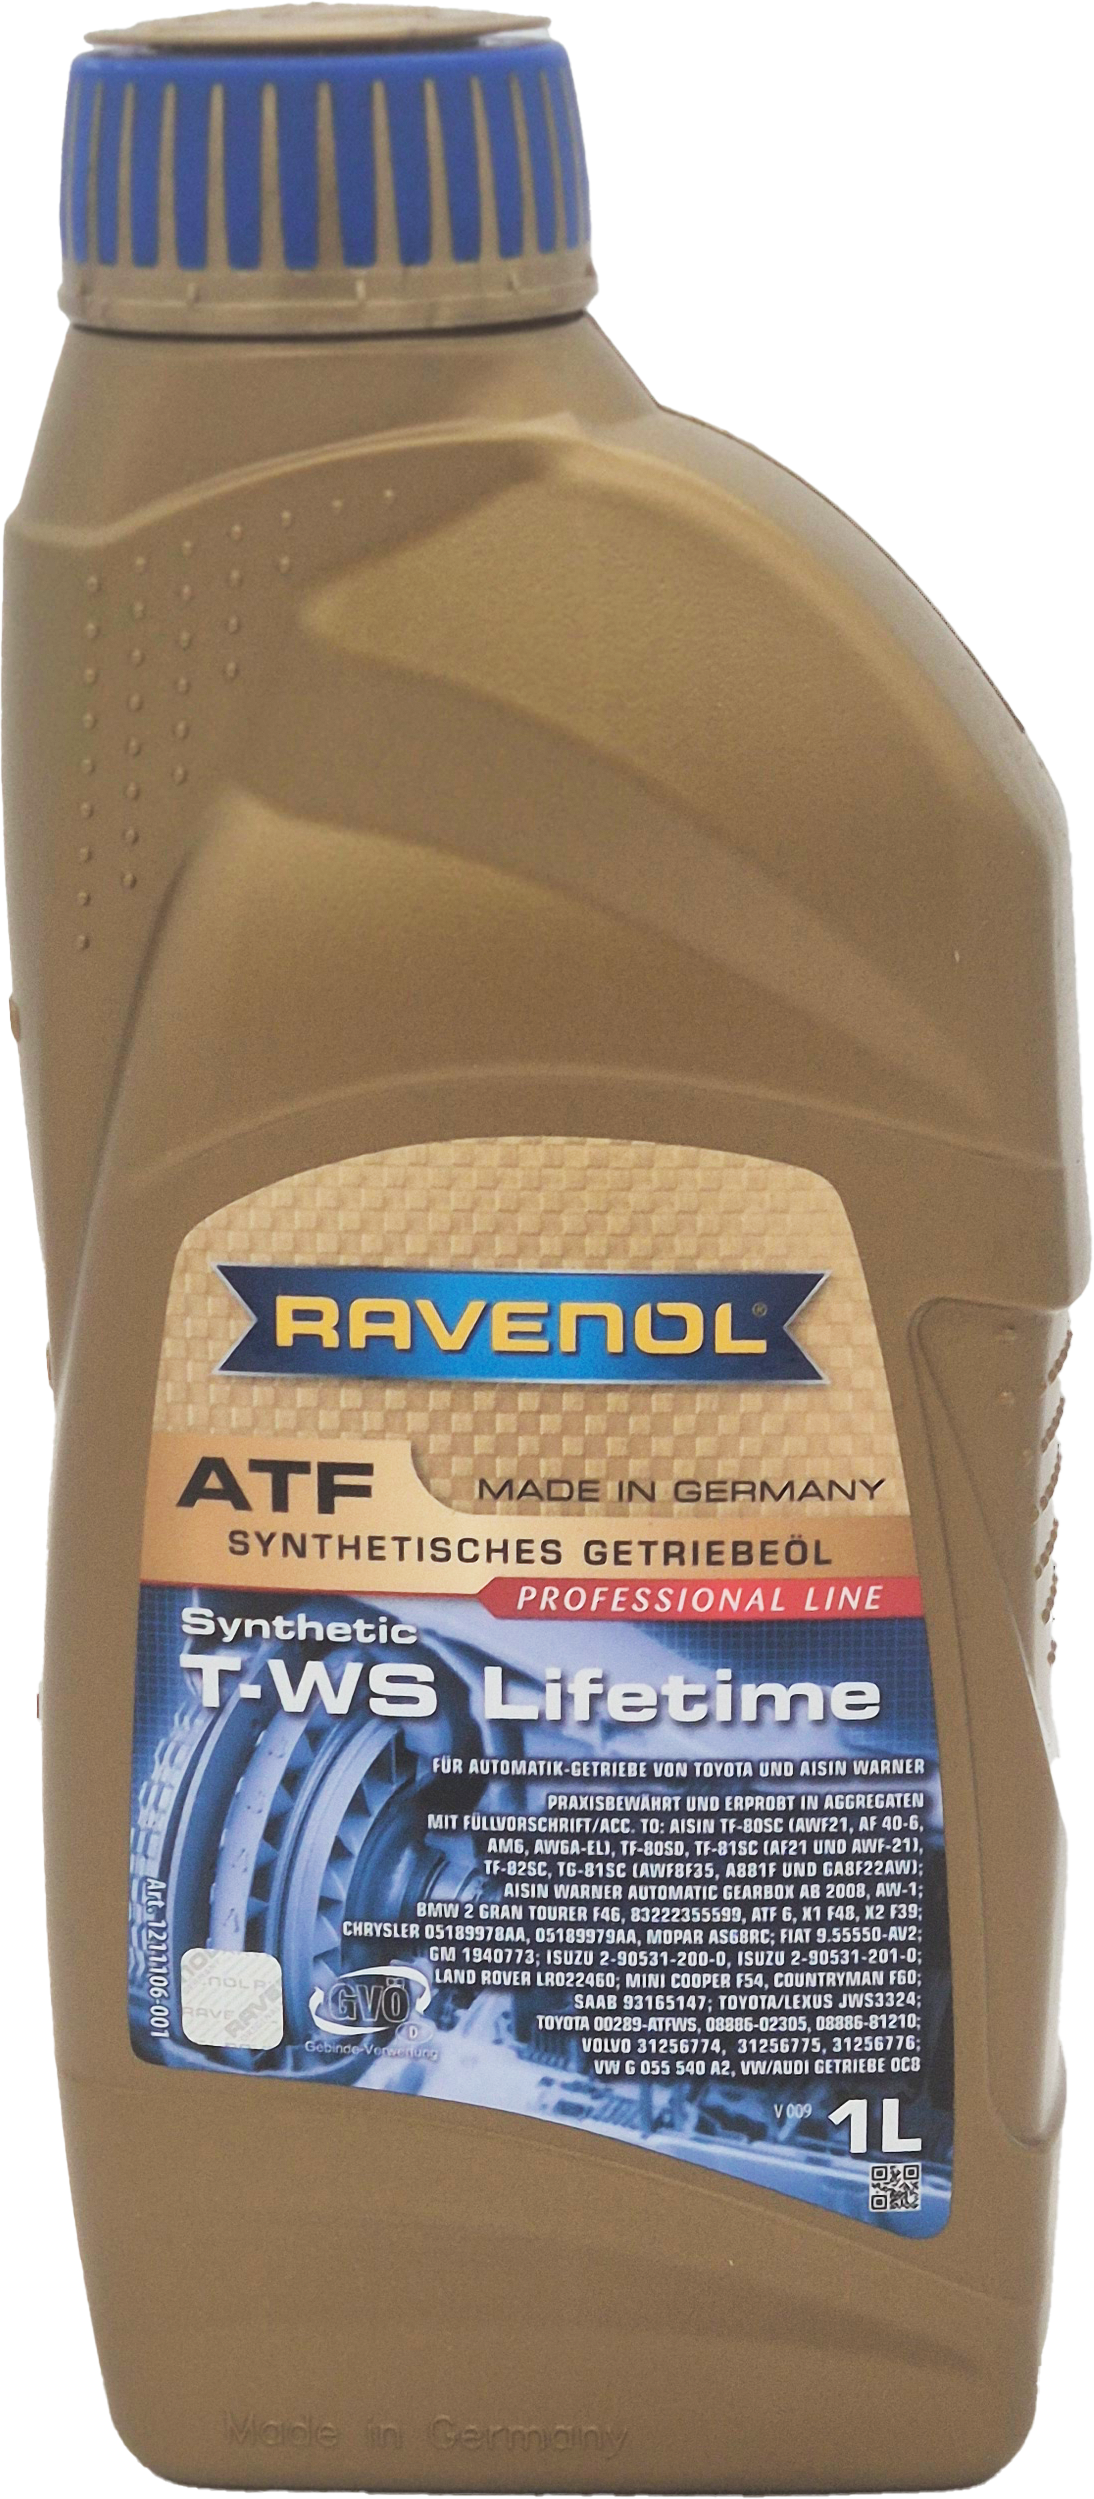 RAVENOL®
ATF
MADE IN GERMANY
SYNTHETISCHES GETRIEBEÖL
PROFESSIONAL LINE
Synthetic
T-WS Lifetime
FÜR AUTOMATIK-GETRIEBE VON TOYOTA UND AISIN WARNER
PRAXISBEWÄHRT UND ERPROBT IN AGGREGATEN
MIT FÜLLVORSCHRIFT/ACC. TO: AISIN TF-80SC (AWF21, AF 40-6,
AM6, AW6A-EL), TF-80SD, TF-81SC (AF21 UND AWF-21),
TF-82SC, TG-81SC (AWF8F35, A881F UND GA8F22AW);
AISIN WARNER AUTOMATIC GEARBOX AB 2008, AW-1;
BMW 2 GRAN TOURER F46, 83222355599, ATF 6, X1 F48, X2 F39;
CHRYSLER 05189978AA, 05189979AA, MOPAR AS68RC; FIAT 9.55550-AV2;
GM 1940773; ISUZU 2-90531-200-0, ISUZU 2-90531-201-0;
LAND ROVER LR022460; MINI COOPER F54, COUNTRYMAN F60;
SAAB 93165147; TOYOTA/LEXUS JWS3324;
TOYOTA 00289-ATFWS, 08886-02305, 08886-81210;
VOLVO 31256774, 31256775, 31256776;
VW G 055 540 A2, VW/AUDI GETRIEBE 0C8
Art. 1211106-001
GVÖ
D
Gebinde-Verwertung
V 009
1L
Made in Germany